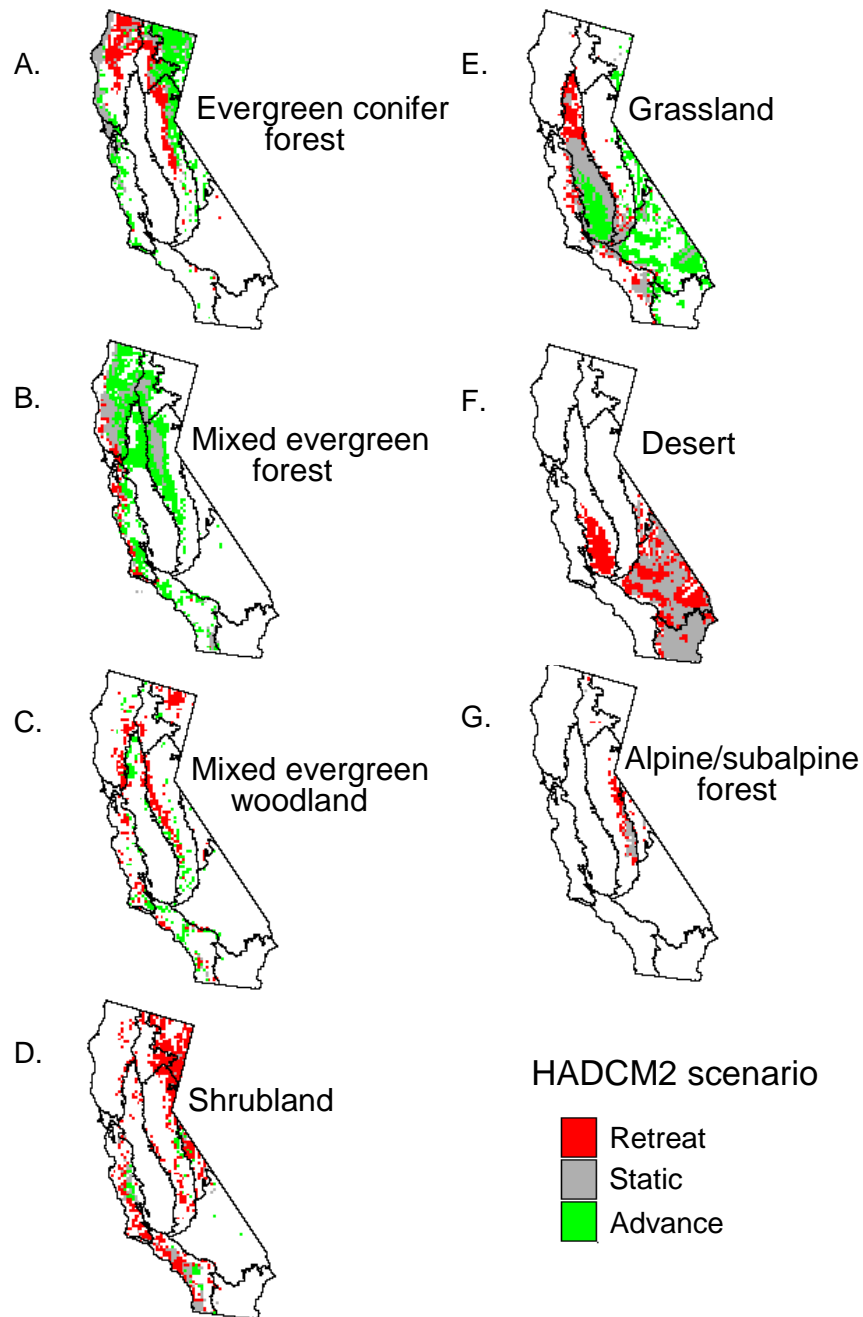 A.
Evergreen conifer
forest
B.
Mixed evergreen
forest
C.
Mixed evergreen
woodland
D.
Shrubland
E.
Grassland
F.
Desert
G.
Alpine/subalpine
forest
HADCM2 scenario
Retreat
Static
Advance